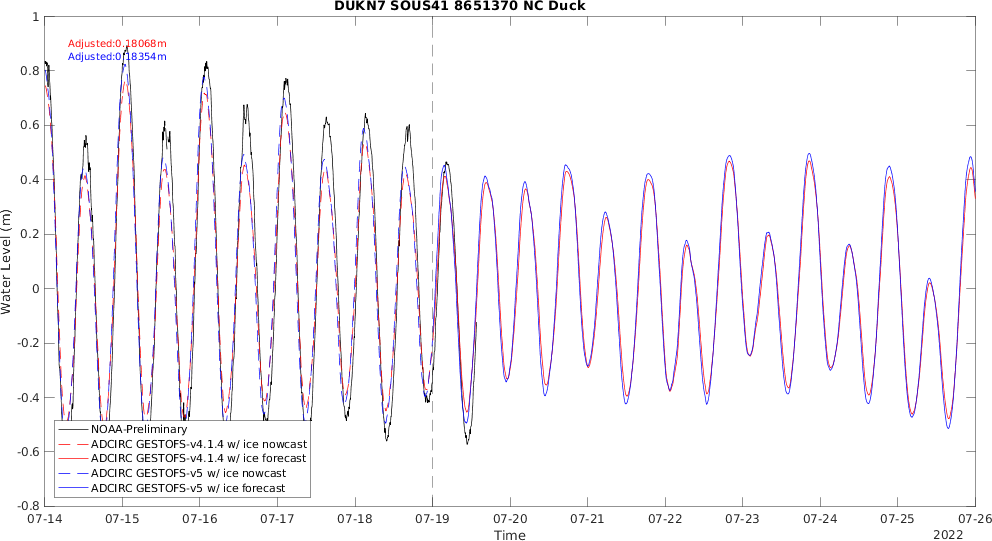 DUKN7 SOUS41 8651370 NC Duck
Adjusted:0.18068m
Adjusted:0.18354m
Water Level (m)
1
0.8
0.6
0.4
0.2
0
-0.2
-0.4
-0.6
-0.8
NOAA-Preliminary
ADCIRC GESTOFS-v4.1.4 w/ ice nowcast
ADCIRC GESTOFS-v4.1.4 w/ ice forecast
ADCIRC GESTOFS-v5 w/ ice nowcast
ADCIRC GESTOFS-v5 w/ ice forecast
07-14 07-15 07-16 07-17 07-18 07-19 07-20 07-21 07-22 07-23 07-24 07-25 07-26
Time
2022